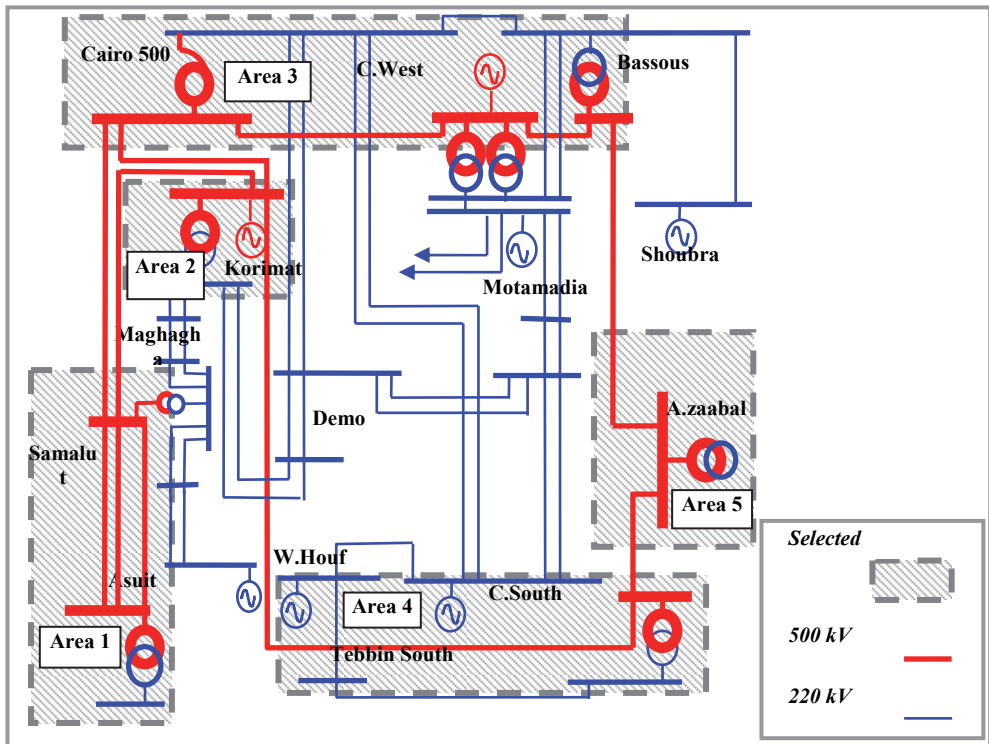 Cairo 500
Area 3
C.West
Bassous
Area 2
Korimat
Motamadia
Shoubra
Maghagh
a
Demo
A.zaabal
Samalu
t
Area 5
Asuit
W.Houf
C.South
Area 4
Area 1
Tebbin South
Selected
500 kV
220 kV